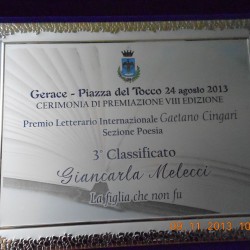 Gerace - Piazza del Tocco 24 agosto 2013
CERIMONIA DI PREMIAZIONE VIII EDIZIONE
Premio Letterario Internazionale Gaetano Cingari
Sezione Poesia
3° Classificato
Giancarla Melecci
La figlia che non fu